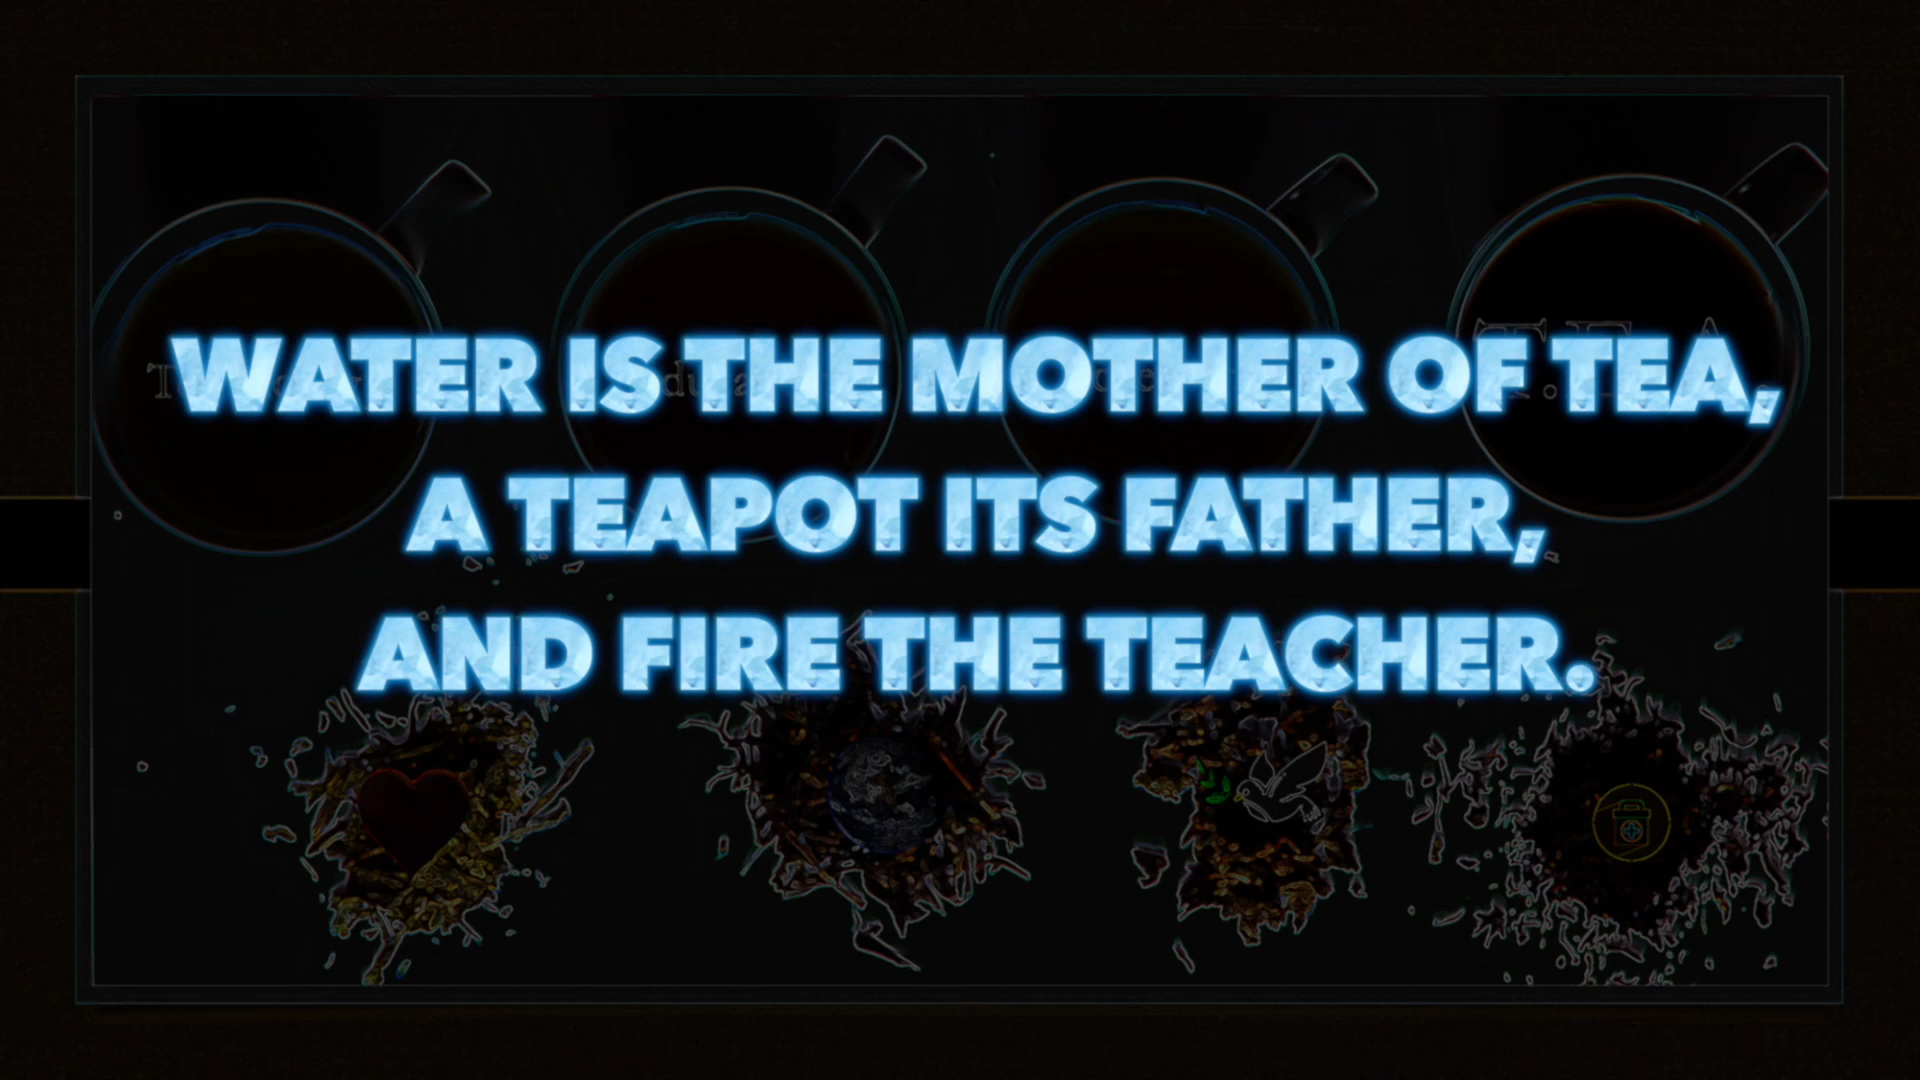 WATER IS THE MOTHER OF TEA,
A TEAPOT ITS FATHER,
AND FIRE THE TEACHER.